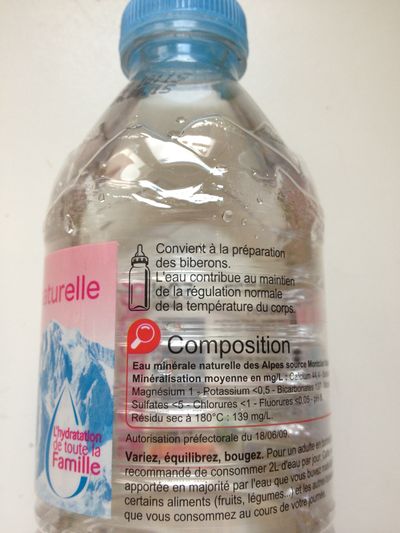 aturelle
L'hydratation
de toute la
Famille
Convient à la préparation
des biberons.
L'eau contribue au maintien
de la régulation normale
de la température du corps.
Composition
Eau minérale naturelle des Alpes source
Minéralisation moyenne en mg/L : Calcium 44,4 -
Magnésium 1 - Potassium <0,5 - Bicarbonates
Sulfates <5 - Chlorures <1 - Fluorures <0,05 -
Résidu sec à 180°C : 139 mg/L.
Autorisation préfectorale du 18/06/09
Variez, équilibrez, bougez. Pour un adulte en
recommandé de consommer 2L d'eau par jour.
apportée en majorité par l'eau que vous buvez
certains aliments (fruits, légumes...) et les autres
que vous consommez au cours de votre journée.